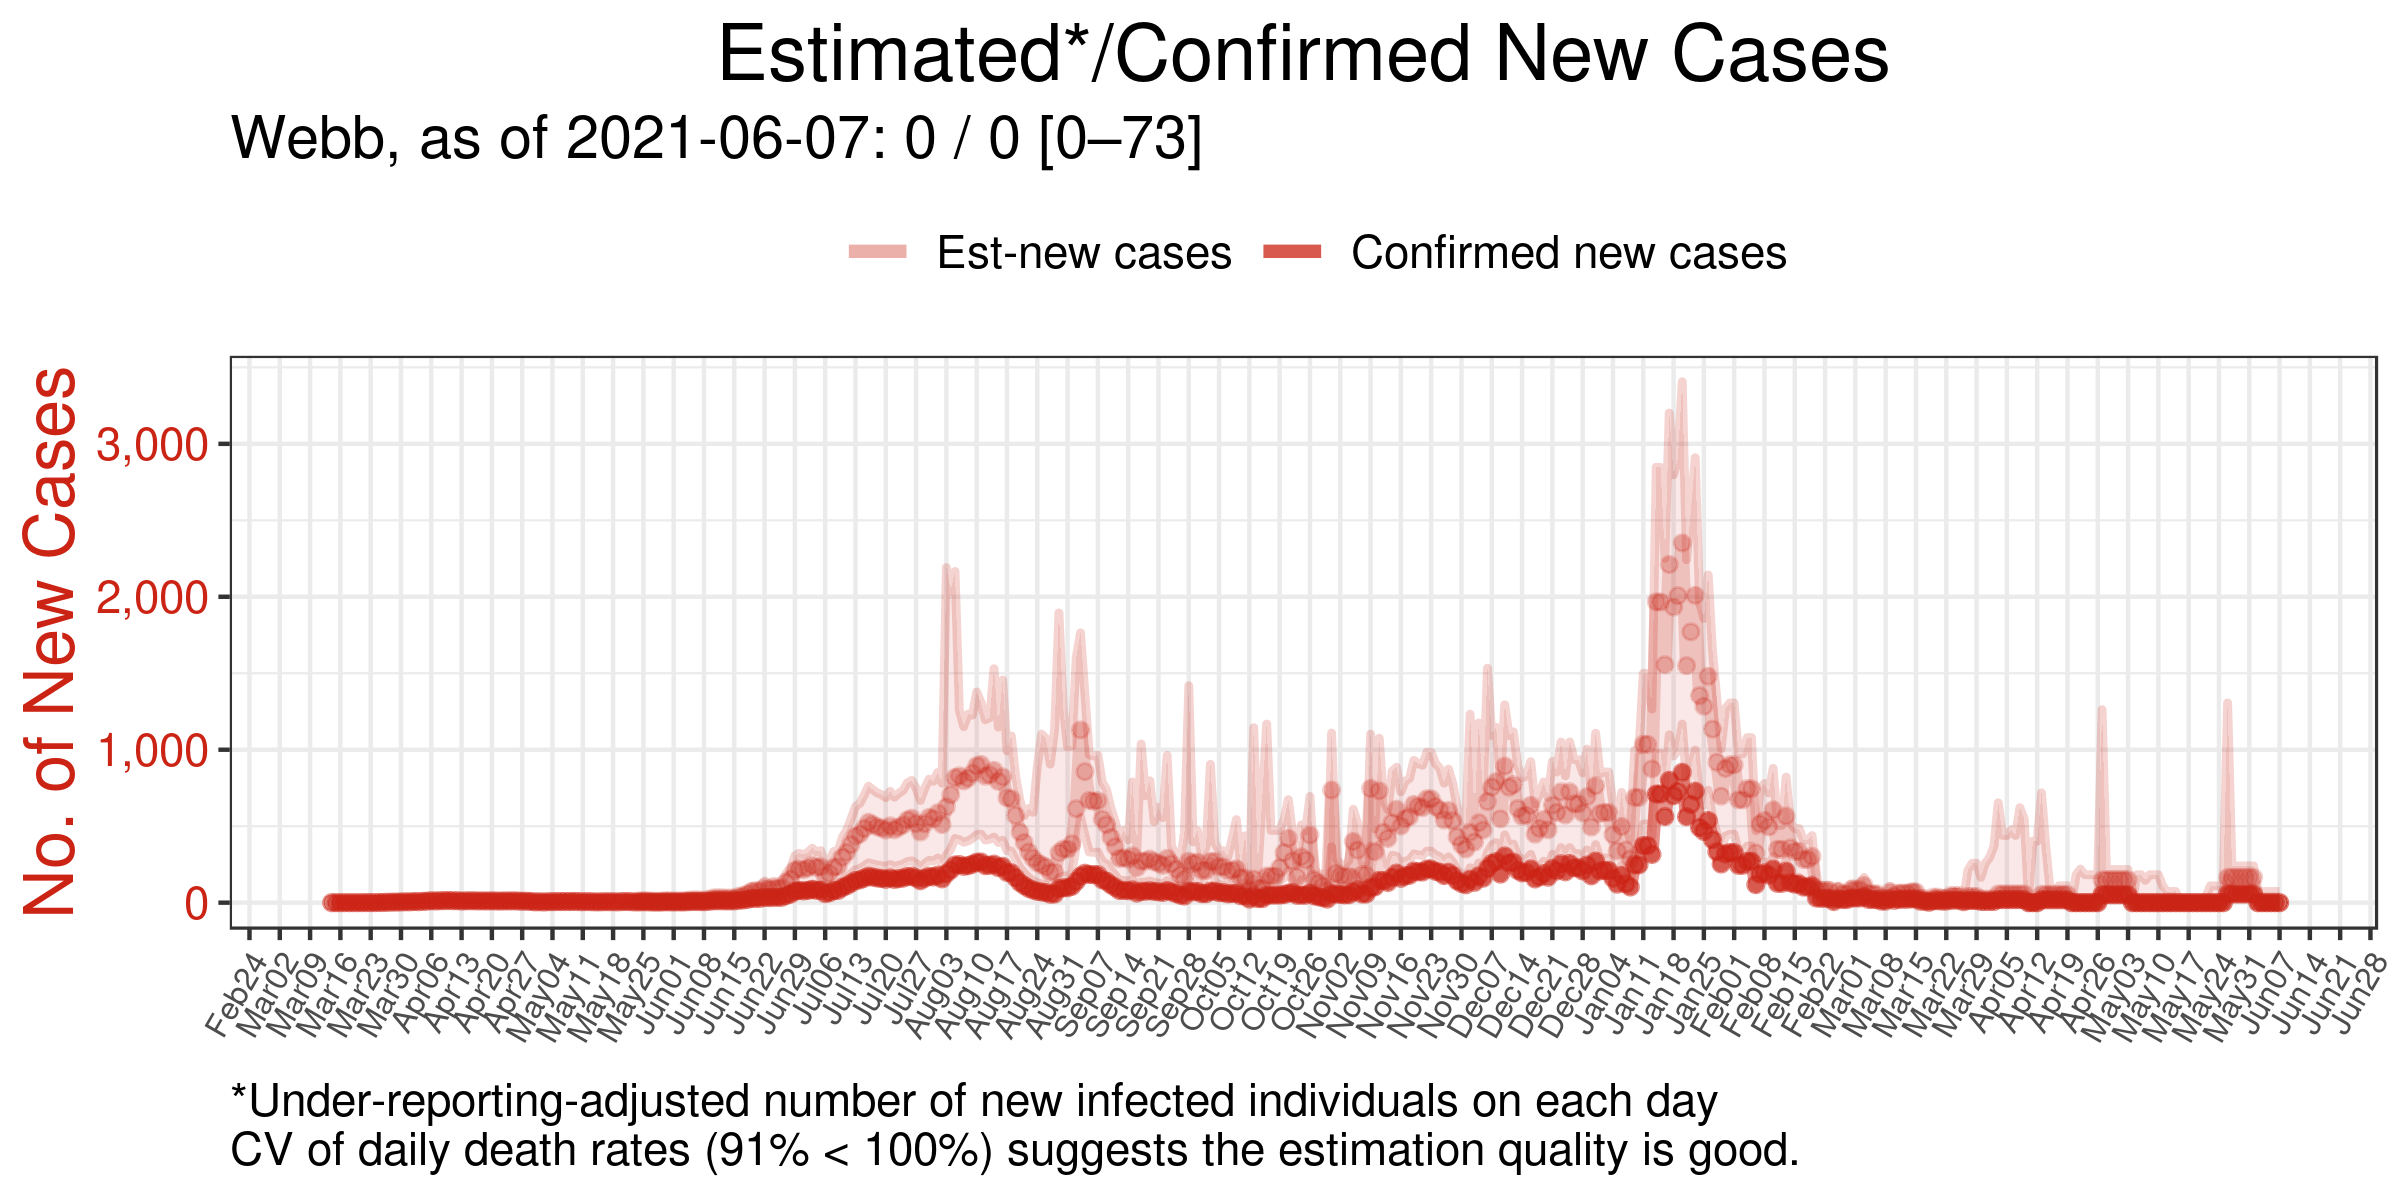 Estimated*/Confirmed New Cases
Webb, as of 2021-06-07: 0 / 0 [0–73]
Est-new cases Confirmed new cases
No. of New Cases
3,000
2,000
1,000
0
Feb24 Mar02 Mar09 Mar16 Mar23 Mar30 Apr06 Apr13 Apr20 Apr27 May04 May11 May18 May25 Jun01 Jun08 Jun15 Jun22 Jun29 Jul06 Jul13 Jul20 Jul27 Aug03 Aug10 Aug17 Aug24 Aug31 Sep07 Sep14 Sep21 Sep28 Oct05 Oct12 Oct19 Oct26 Nov02 Nov09 Nov16 Nov23 Nov30 Dec07 Dec14 Dec21 Dec28 Jan04 Jan11 Jan18 Jan25 Feb01 Feb08 Feb15 Feb22 Mar01 Mar08 Mar15 Mar22 Mar29 Apr05 Apr12 Apr19 Apr26 May03 May10 May17 May24 May31 Jun07 Jun14 Jun21 Jun28
*Under-reporting-adjusted number of new infected individuals on each day
CV of daily death rates (91% < 100%) suggests the estimation quality is good.